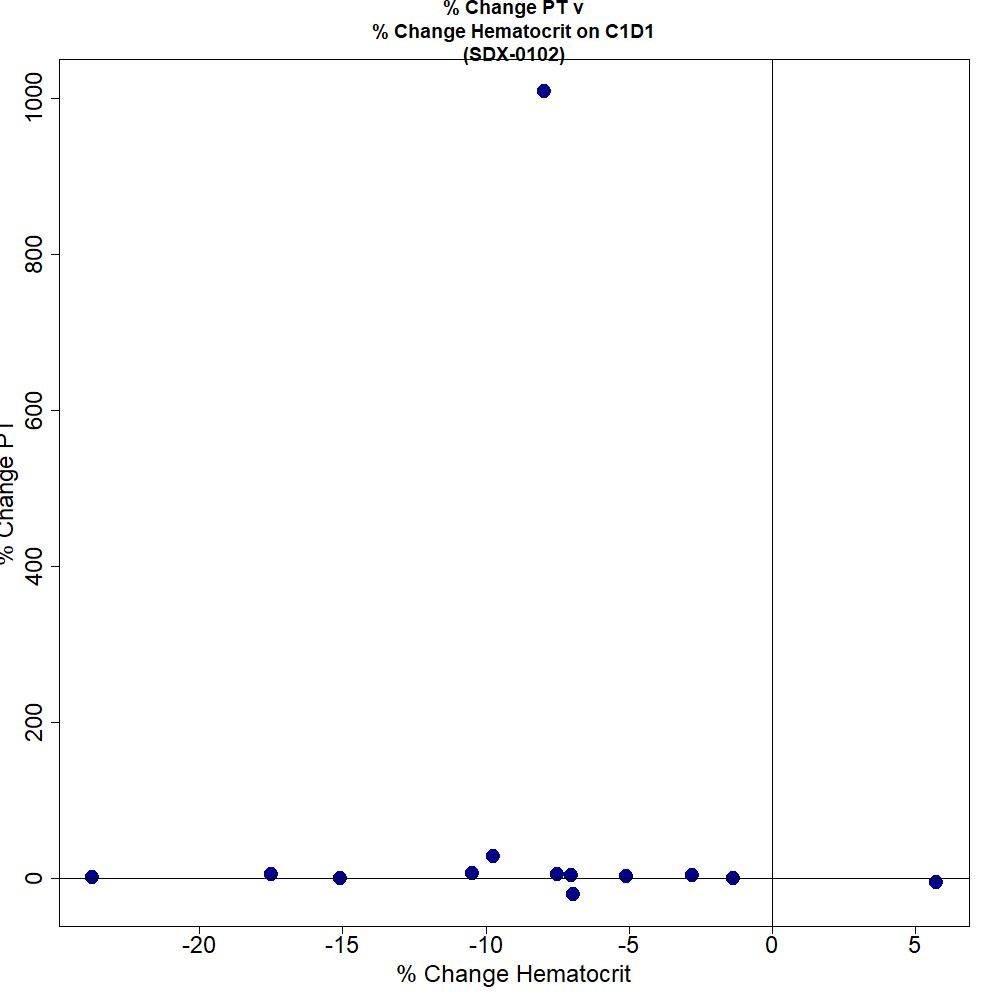 % Change PT v
% Change Hematocrit on C1D1
(SDX-0102)
1000
800
600
400
200
0
% Change PT
-20
-15
-10
-5
0
5
% Change Hematocrit